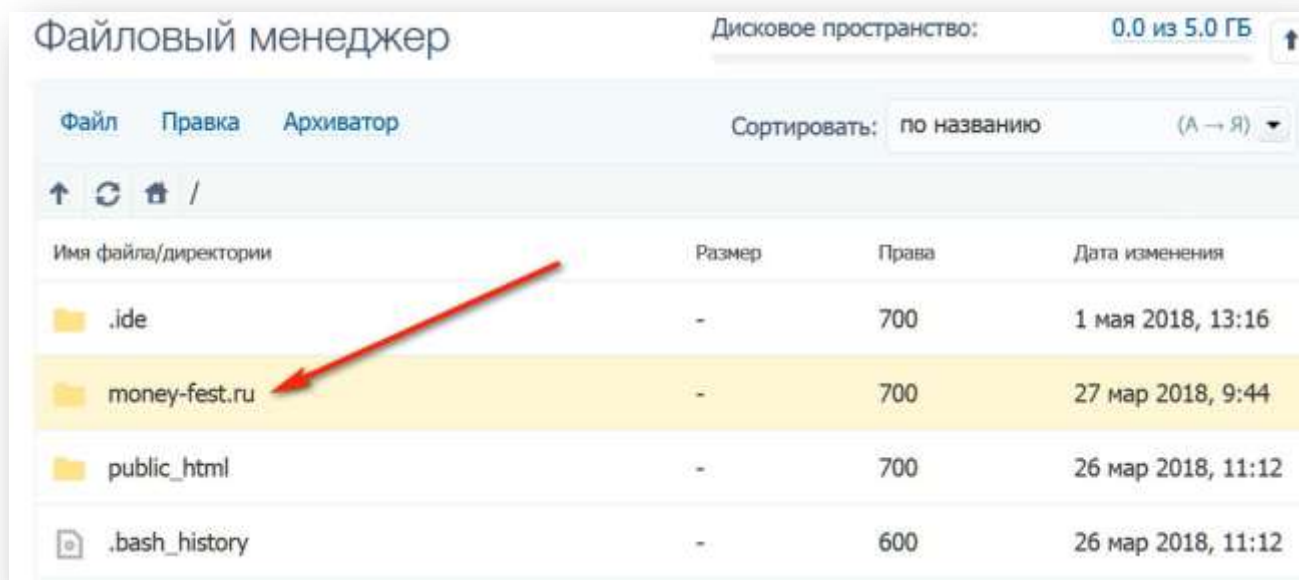 Файловый менеджер
Дисковое пространство: 0.0 из 5.0 ГБ
Файл Правка Архиватор Сортировать: по названию (А → Я)
/
Имя файла/директории Размер Права Дата изменения
.ide - 700 1 мая 2018, 13:16
money-fest.ru - 700 27 мар 2018, 9:44
public_html - 700 26 мар 2018, 11:12
.bash_history - 600 26 мар 2018, 11:12